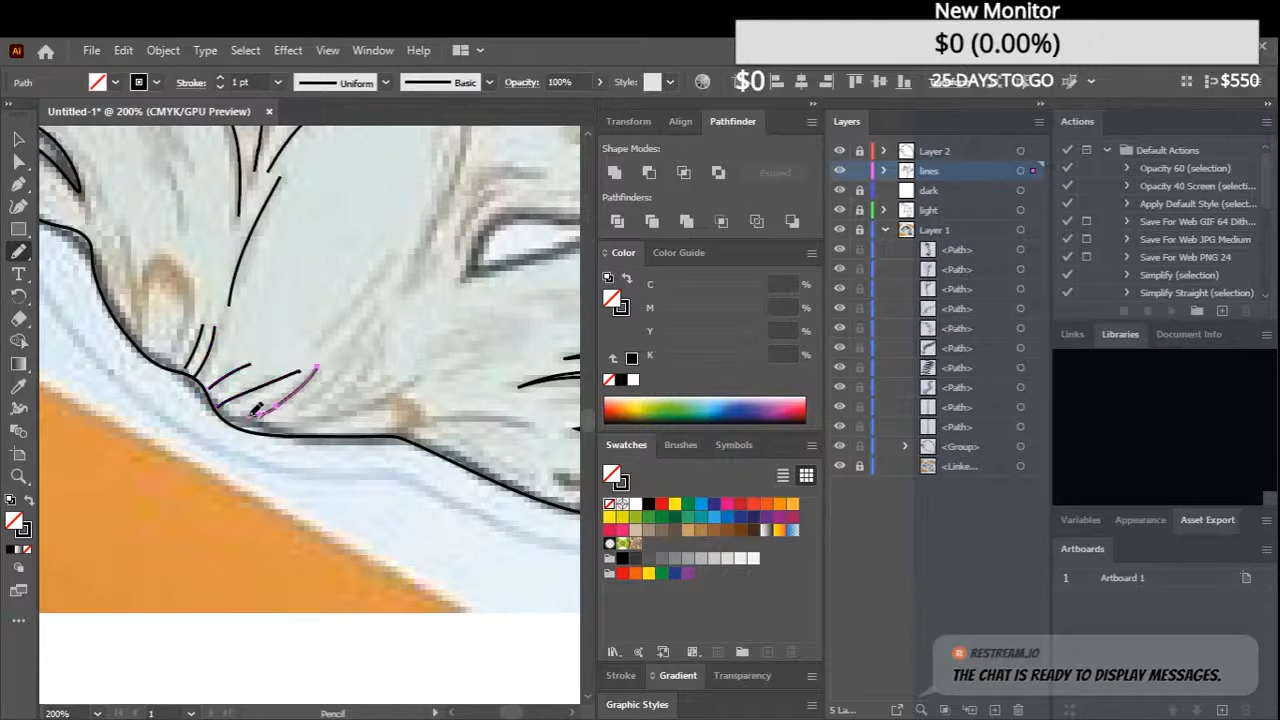 New Monitor
$0 (0.00%)
$0
25 DAYS TO GO
$550
Ai
File Edit Object Type Select Effect View Window Help
Path
Stroke:
1 pt
Uniform
Basic
Opacity:
100%
Style:
Untitled-1* @ 200% (CMYK/GPU Preview)
Transform
Align
Pathfinder
Shape Modes:
Expand
Pathfinders:
Color
Color Guide
C
%
M
%
Y
%
K
%
Swatches
Brushes
Symbols
Stroke
Gradient
Transparency
Graphic Styles
Layers
Layer 2
lines
dark
light
Layer 1
<Path>
<Path>
<Path>
<Path>
<Path>
<Path>
<Path>
<Path>
<Path>
<Path>
<Group>
<Linke...
5 La...
Actions
Default Actions
Opacity 60 (selection)
Opacity 40 Screen (selecti...
Apply Default Style (select...
Save For Web GIF 64 Dith...
Save For Web JPG Medium
Save For Web PNG 24
Simplify (selection)
Simplify Straight (selection)
Links
Libraries
Document Info
Variables
Appearance
Asset Export
Artboards
1
Artboard 1
RESTREAM.IO
THE CHAT IS READY TO DISPLAY MESSAGES.
200%
1
Pencil